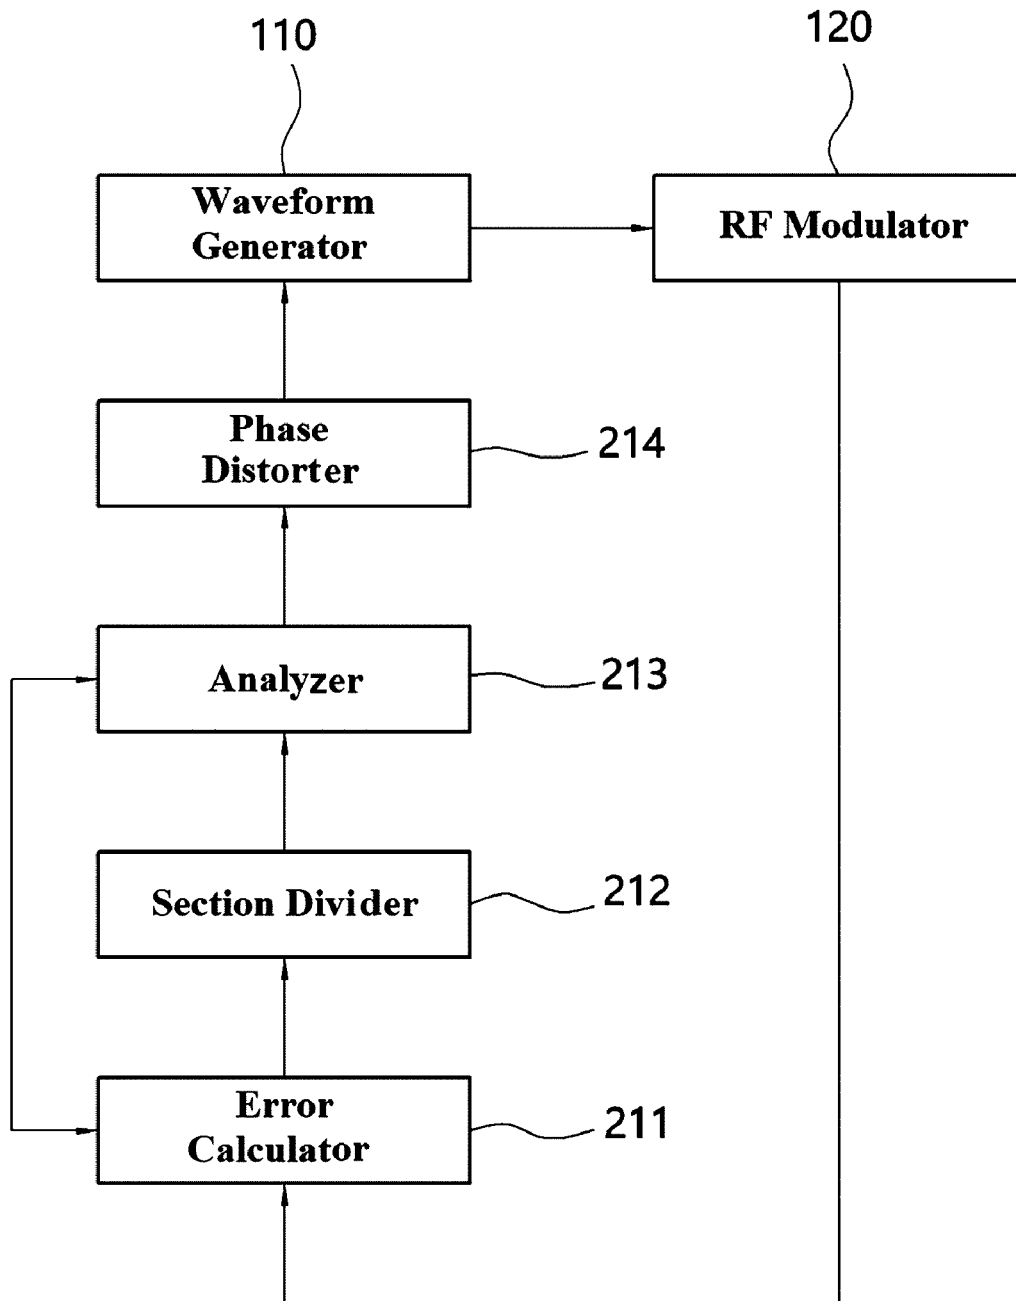 110
120
Waveform
Generator
RF Modulator
Phase
Distorter
214
Analyzer
213
Section Divider
212
Error
Calculator
211